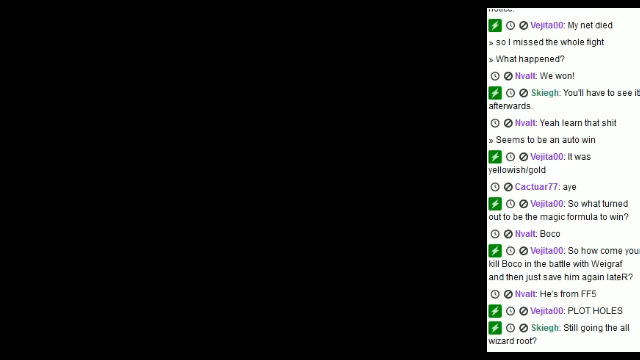 notice.
Vejita00: My net died
» so I missed the whole fight
» What happened?
Nvalt: We won!
Skiegh: You'll have to see it
afterwards.
Nvalt: Yeah learn that shit
» Seems to be an auto win
Vejita00: It was
yellowish/gold
Cactuar77: aye
Vejita00: So what turned
out to be the magic formula to win?
Nvalt: Boco
Vejita00: So how come you
kill Boco in the battle with Weigraf
and then just save him again lateR?
Nvalt: He's from FF5
Vejita00: PLOT HOLES
Skiegh: Still going the all
wizard root?